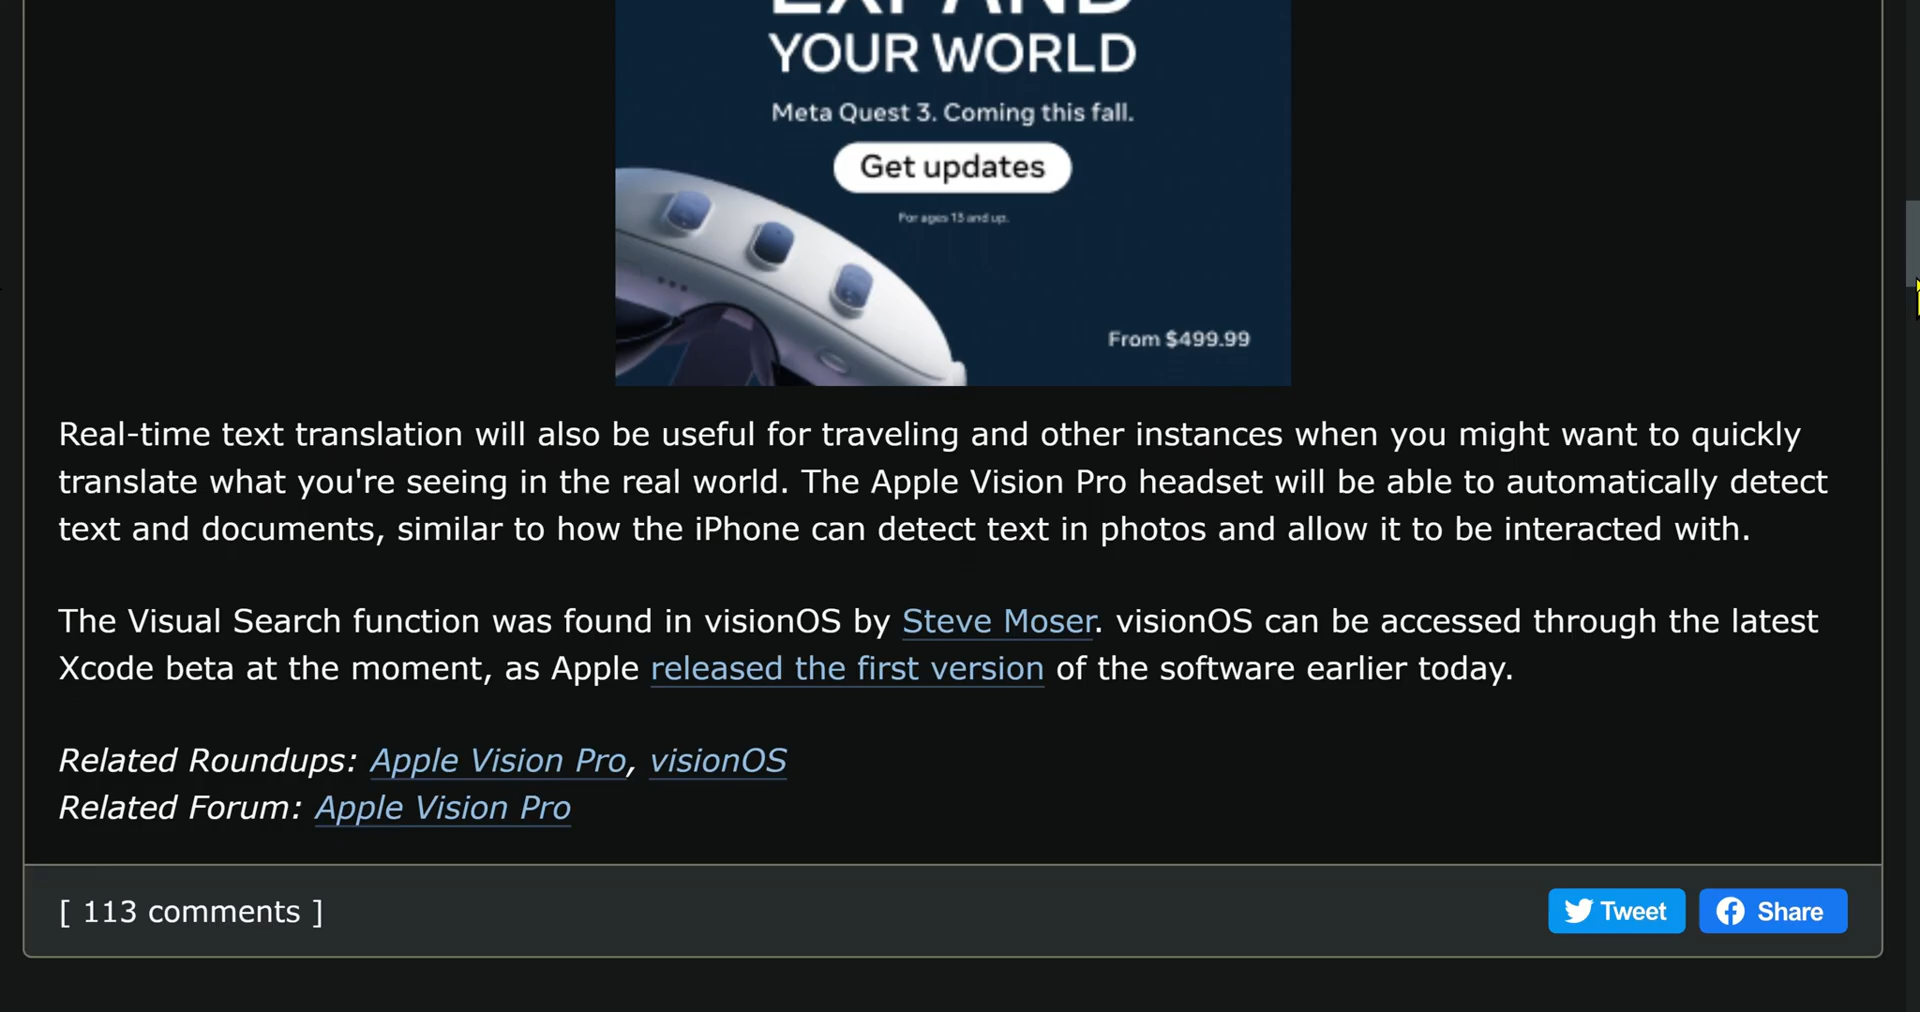 EXPAND
YOUR WORLD
Meta Quest 3. Coming this fall.
Get updates
For ages 13 and up.
From $499.99
Real-time text translation will also be useful for traveling and other instances when you might want to quickly
translate what you're seeing in the real world. The Apple Vision Pro headset will be able to automatically detect
text and documents, similar to how the iPhone can detect text in photos and allow it to be interacted with.
The Visual Search function was found in visionOS by Steve Moser. visionOS can be accessed through the latest
Xcode beta at the moment, as Apple released the first version of the software earlier today.
Related Roundups: Apple Vision Pro, visionOS
Related Forum: Apple Vision Pro
[ 113 comments ]
Tweet
Share